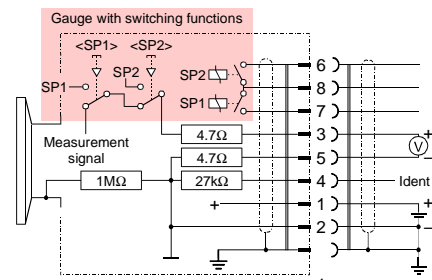 Gauge with switching functions
<SP1> <SP2>
SP2 6
SP1 SP2 8
SP1 7
4.7Ω 3 +
V
Measurement signal 4.7Ω 5 −
1MΩ 27kΩ 4 Ident
+ 1 +
2 −